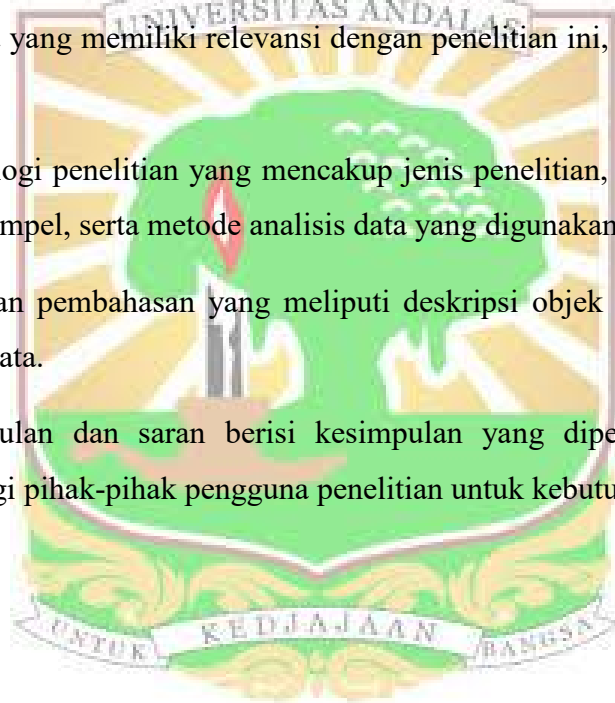 UNIVERSITAS ANDALAS
yang memiliki relevansi dengan penelitian ini,
ogi penelitian yang mencakup jenis penelitian,
mpel, serta metode analisis data yang digunakan
an pembahasan yang meliputi deskripsi objek
ata.
ulan dan saran berisi kesimpulan yang dipe
gi pihak-pihak pengguna penelitian untuk kebutu
UNTUK KEDJAJAAN BANGSA